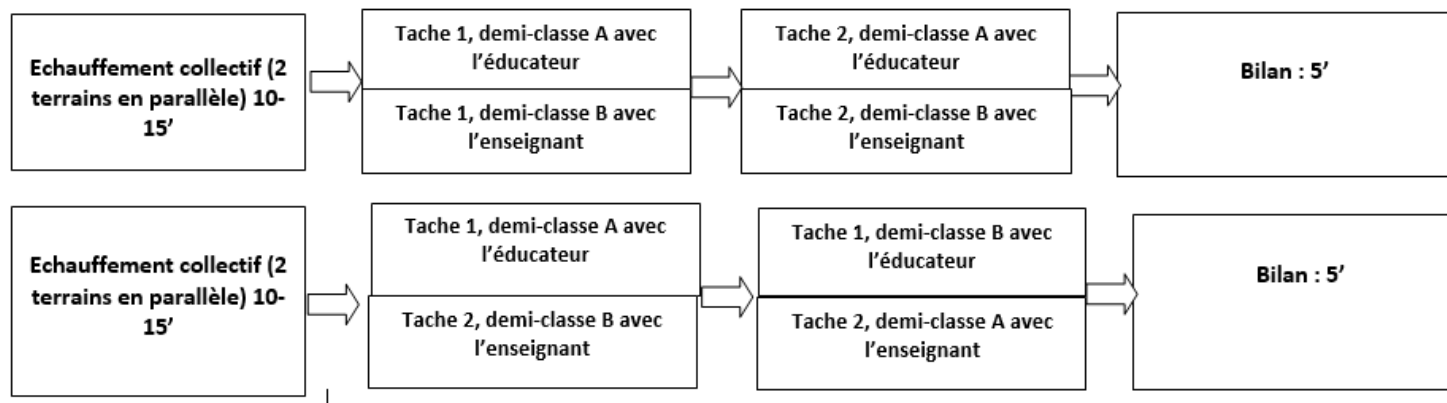 Echauffement collectif (2
terrains en parallèle) 10-
15’
Tache 1, demi-classe A avec
l’éducateur
Tache 1, demi-classe B avec
l’enseignant
Tache 2, demi-classe A avec
l’éducateur
Tache 2, demi-classe B avec
l’enseignant
Bilan : 5’
Echauffement collectif (2
terrains en parallèle) 10-
15’
Tache 1, demi-classe A avec
l’éducateur
Tache 2, demi-classe B avec
l’enseignant
Tache 1, demi-classe B avec
l’éducateur
Tache 2, demi-classe A avec
l’enseignant
Bilan : 5’